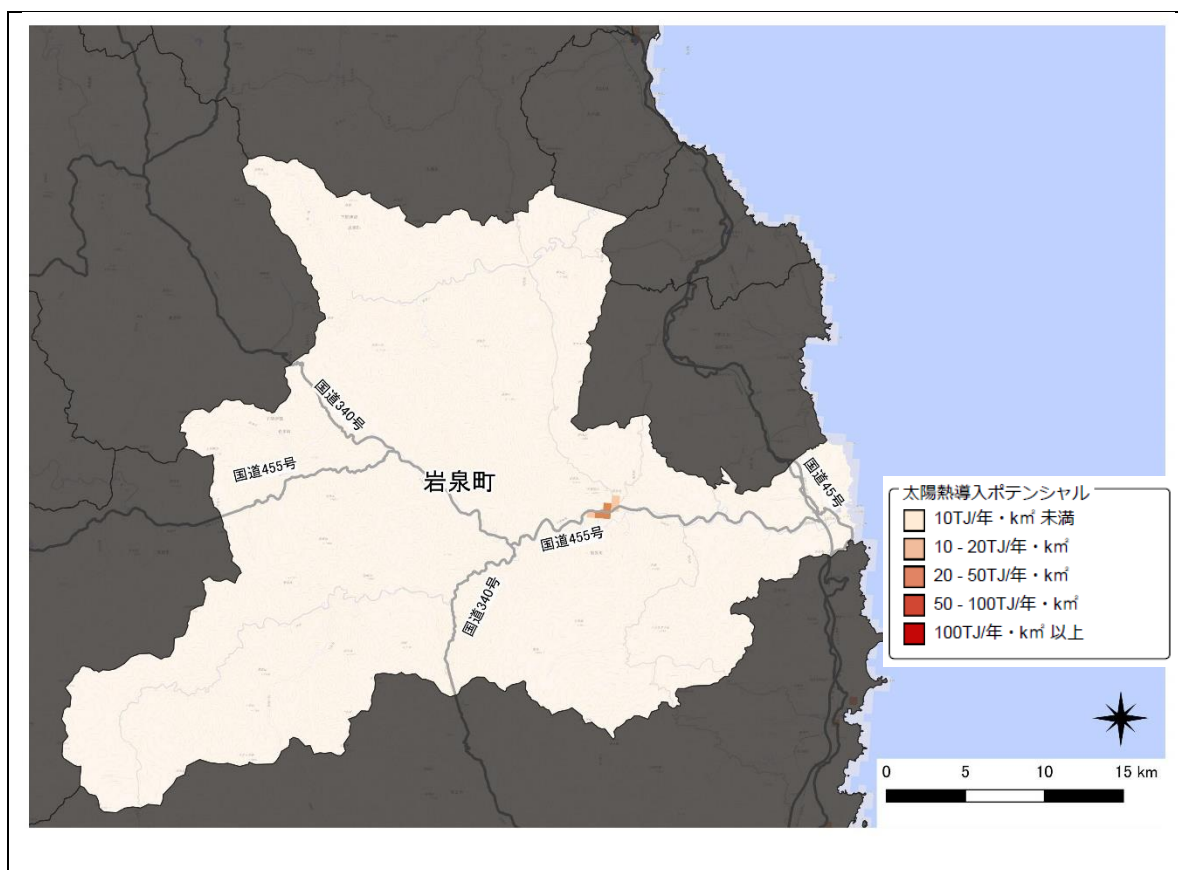 国道340号
国道455号
岩泉町
国道45号
国道455号
国道340号
太陽熱導入ポテンシャル
10TJ/年・k㎡ 未満
10 - 20TJ/年・k㎡
20 - 50TJ/年・k㎡
50 - 100TJ/年・k㎡
100TJ/年・k㎡ 以上
0 5 10 15 km